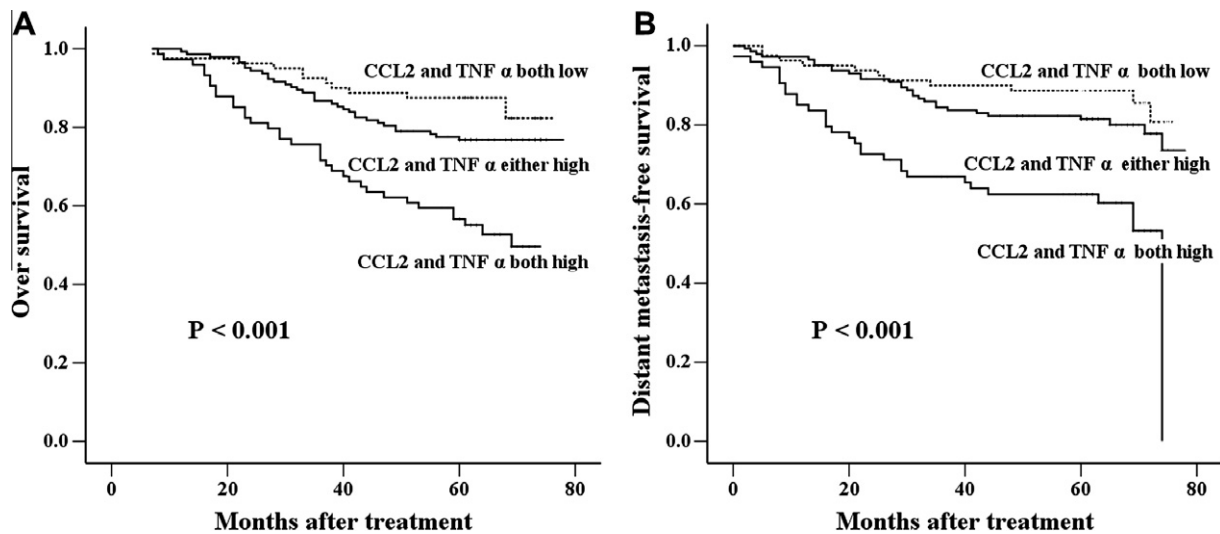 A
Over survival
1.0
0.8
0.6
0.4
0.2
0.0
CCL2 and TNF α both low
CCL2 and TNF α either high
CCL2 and TNF α both high
P < 0.001
0 20 40 60 80
Months after treatment
B
Distant metastasis-free survival
1.0
0.8
0.6
0.4
0.2
0.0
CCL2 and TNF α both low
CCL2 and TNF α either high
CCL2 and TNF α both high
P < 0.001
0 20 40 60 80
Months after treatment